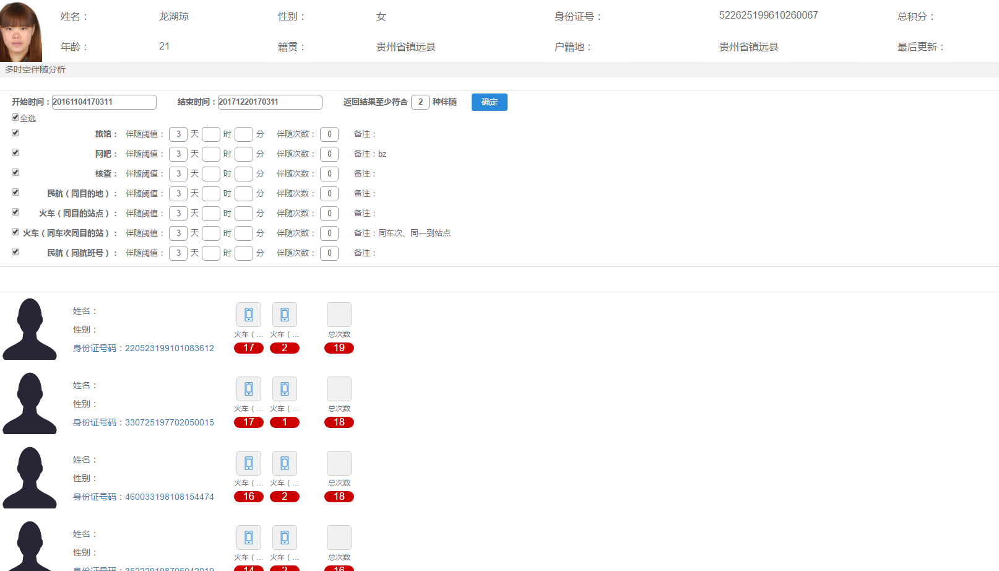 姓名： 龙湖琼 性别： 女 身份证号： 522625199610260067 总积分：
年龄： 21 籍贯： 贵州省镇远县 户籍地： 贵州省镇远县 最后更新：
多时空伴随分析
开始时间：20161104170311 结束时间：20171220170311 返回结果至少符合 2 种伴随 确定
全选
旅馆： 伴随阈值： 3 天 时 分 伴随次数： 0 备注：
网吧： 伴随阈值： 3 天 时 分 伴随次数： 0 备注：bz
核查： 伴随阈值： 3 天 时 分 伴随次数： 0 备注：
民航（同目的地）： 伴随阈值： 3 天 时 分 伴随次数： 0 备注：
火车（同目的站点）： 伴随阈值： 3 天 时 分 伴随次数： 0 备注：
火车（同车次同目的站）： 伴随阈值： 3 天 时 分 伴随次数： 0 备注：同车次、同一到站点
民航（同航班号）： 伴随阈值： 3 天 时 分 伴随次数： 0 备注：
姓名：
性别： 火车（... 火车（... 总次数
身份证号码：220523199101083612 17 2 19
姓名：
性别： 火车（... 火车（... 总次数
身份证号码：330725197702050015 17 1 18
姓名：
性别： 火车（... 火车（... 总次数
身份证号码：460033198108154474 16 2 18
姓名：
性别： 火车（... 火车（... 总次数
身份证号码：352229198705042019 14 2 16